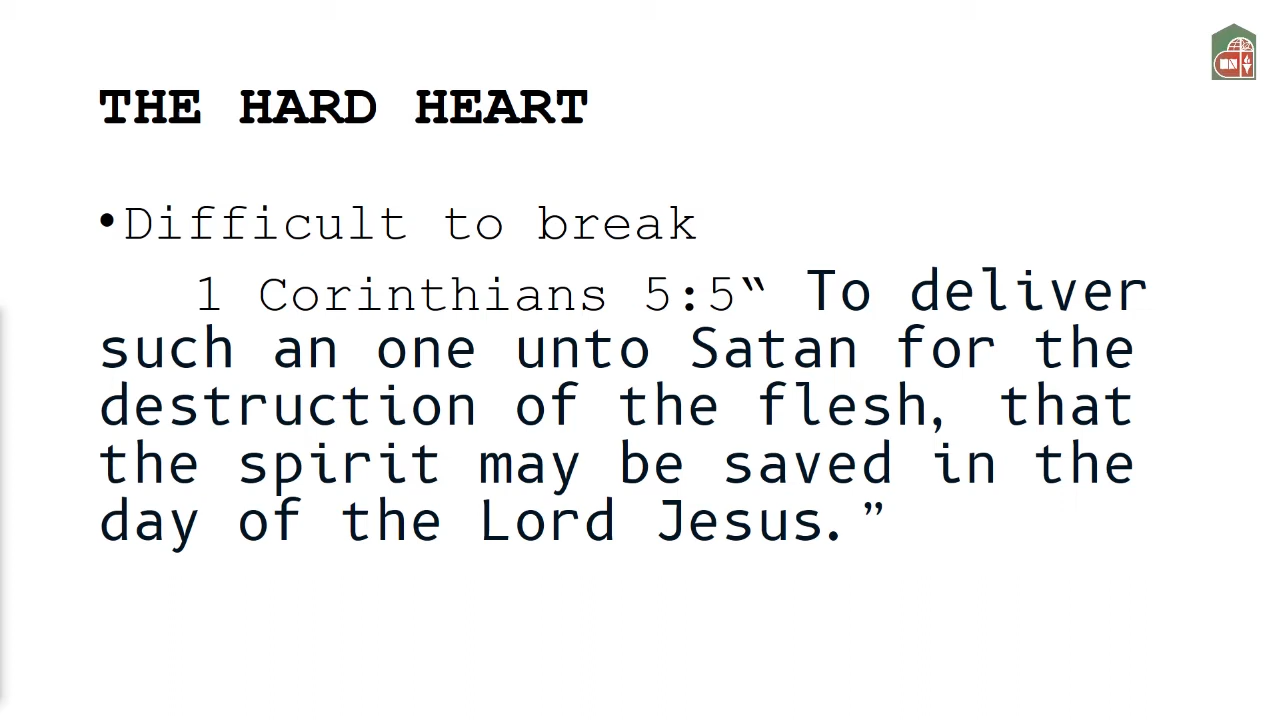 THE HARD HEART
•Difficult to break
1 Corinthians 5:5‟ To deliver
such an one unto Satan for the
destruction of the flesh, that
the spirit may be saved in the
day of the Lord Jesus.”